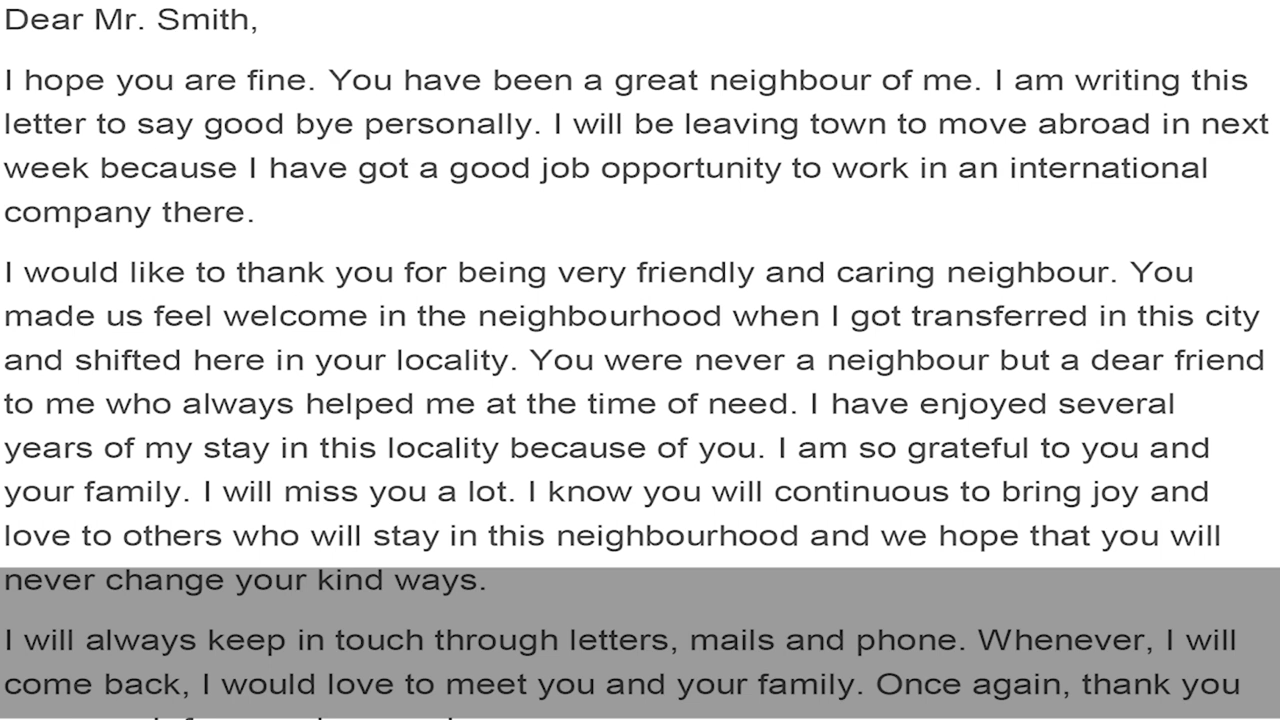 Dear Mr. Smith,
I hope you are fine. You have been a great neighbour of me. I am writing this
letter to say good bye personally. I will be leaving town to move abroad in next
week because I have got a good job opportunity to work in an international
company there.
I would like to thank you for being very friendly and caring neighbour. You
made us feel welcome in the neighbourhood when I got transferred in this city
and shifted here in your locality. You were never a neighbour but a dear friend
to me who always helped me at the time of need. I have enjoyed several
years of my stay in this locality because of you. I am so grateful to you and
your family. I will miss you a lot. I know you will continuous to bring joy and
love to others who will stay in this neighbourhood and we hope that you will
never change your kind ways.
I will always keep in touch through letters, mails and phone. Whenever, I will
come back, I would love to meet you and your family. Once again, thank you